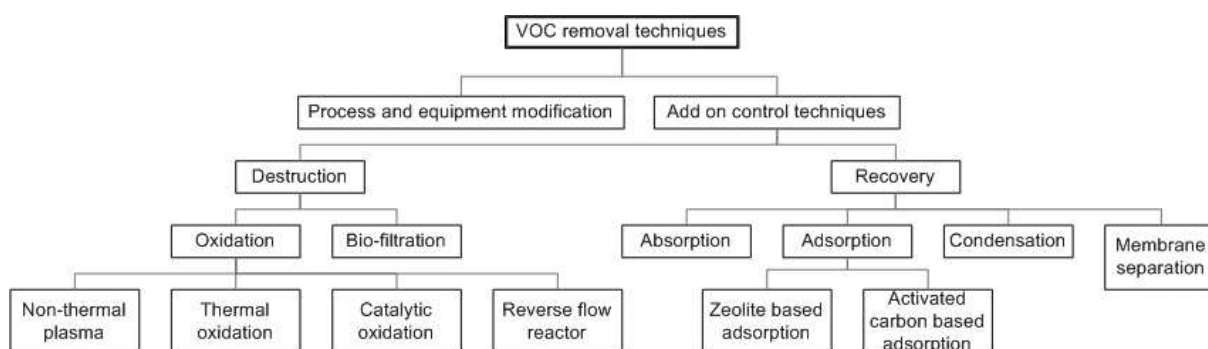 VOC removal techniques
Process and equipment modification
Add on control techniques
Destruction
Recovery
Oxidation
Bio-filtration
Absorption
Adsorption
Condensation
Membrane
separation
Non-thermal
plasma
Thermal
oxidation
Catalytic
oxidation
Reverse flow
reactor
Zeolite based
adsorption
Activated
carbon based
adsorption